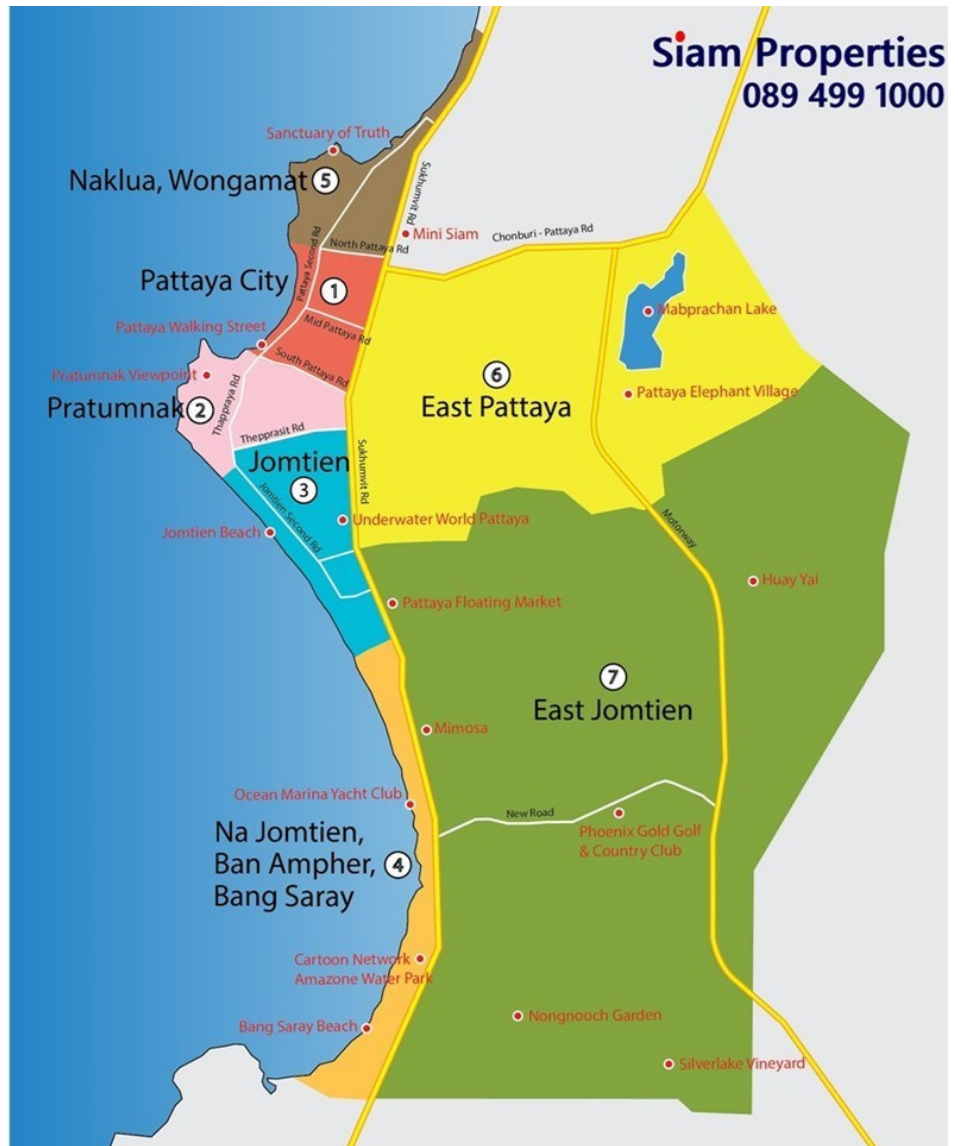 Siam Properties
089 499 1000
Sanctuary of Truth
Naklua, Wongamat 5
Sukhumvit Rd
Mini Siam
Chonburi - Pattaya Rd
North Pattaya Rd
Pattaya Second Rd
Pattaya City
1
Mabprachan Lake
Mid Pattaya Rd
Pattaya Walking Street
South Pattaya Rd
Pratumnak Viewpoint
6
East Pattaya
Pattaya Elephant Village
Pratumnak 2
Thappraya Rd
Thepprasit Rd
Jomtien
3
Sukhumvit Rd
Jomtien Second Rd
Underwater World Pattaya
Jomtien Beach
Motorway
Huay Yai
Pattaya Floating Market
7
East Jomtien
Mimosa
Ocean Marina Yacht Club
New Road
Phoenix Gold Golf
& Country Club
Na Jomtien,
Ban Ampher,
Bang Saray
4
Cartoon Network
Amazone Water Park
Bang Saray Beach
Nongnooch Garden
Silverlake Vineyard